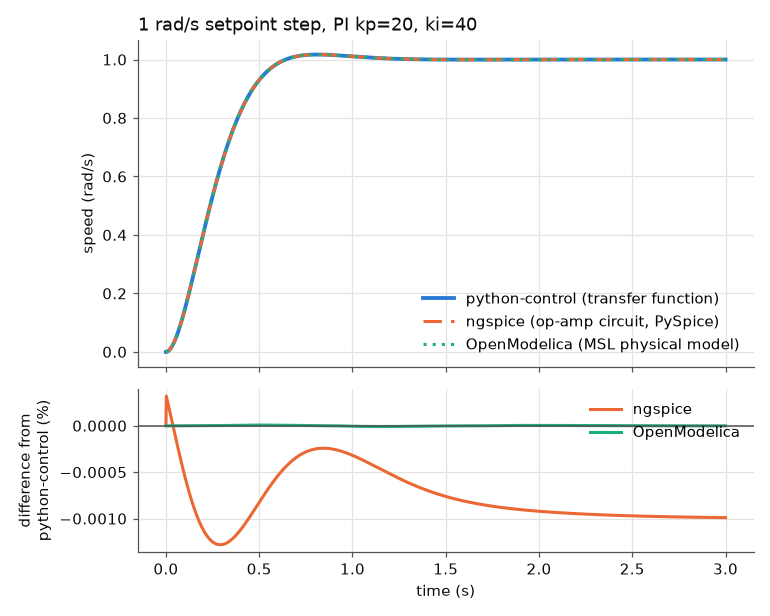 1 rad/s setpoint step, PI kp=20, ki=40
1.0
0.8
0.6
0.4
0.2
0.0
speed (rad/s)
python-control (transfer function)
ngspice (op-amp circuit, PySpice)
OpenModelica (MSL physical model)
0.0000
−0.0005
−0.0010
difference from
python-control (%)
ngspice
OpenModelica
0.0 0.5 1.0 1.5 2.0 2.5 3.0
time (s)